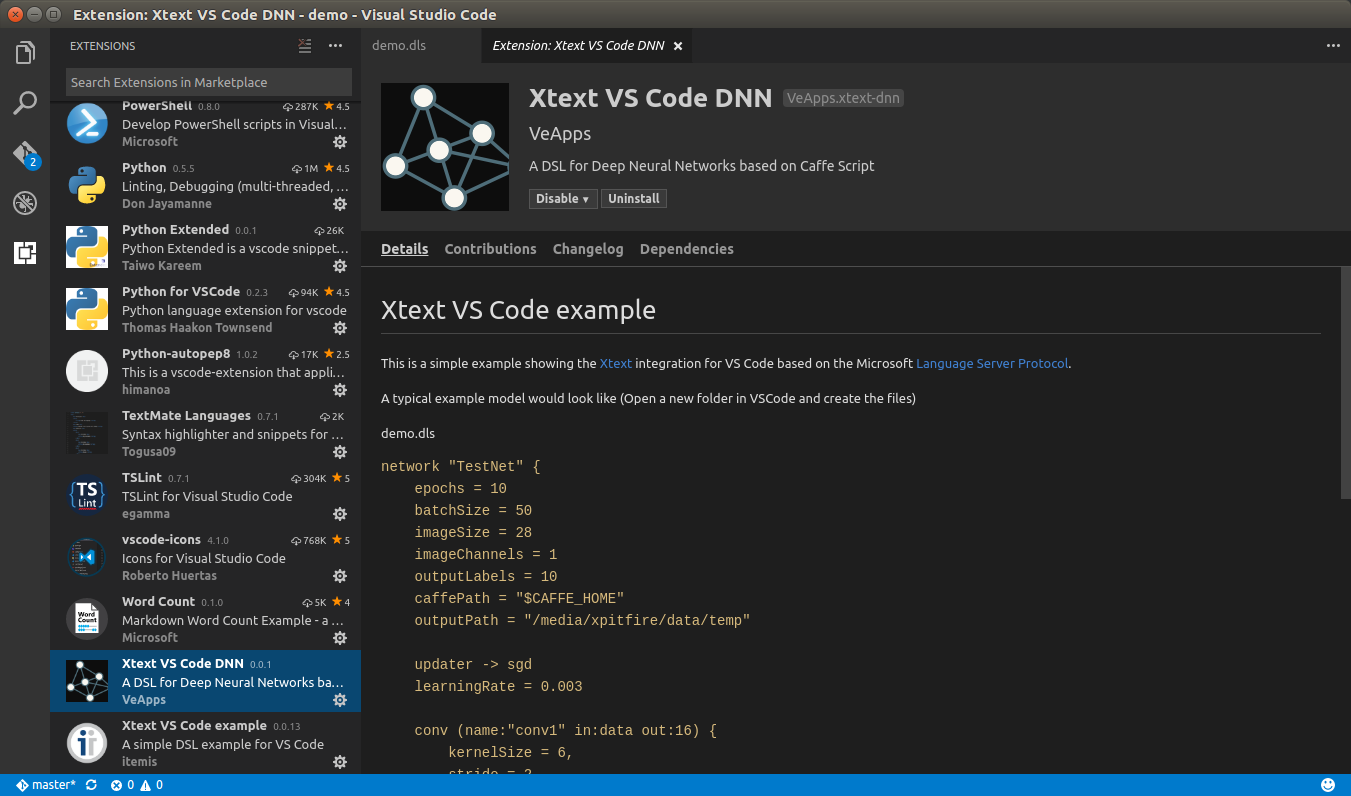 Extension: Xtext VS Code DNN - demo - Visual Studio Code
EXTENSIONS
Search Extensions in Marketplace
PowerShell 0.8.0 287K 4.5
Develop PowerShell scripts in Visual…
Microsoft
Python 0.5.5 1M 4.5
Linting, Debugging (multi-threaded, …
Don Jayamanne
Python Extended 0.0.1 26K
Python Extended is a vscode snippet…
Taiwo Kareem
Python for VSCode 0.2.3 94K 4.5
Python language extension for vscode
Thomas Haakon Townsend
Python-autopep8 1.0.2 17K 2.5
This is a vscode-extension that appli…
himanoa
TextMate Languages 0.7.1 2K
Syntax highlighter and snippets for …
Togusa09
TSLint 0.7.1 304K 5
TSLint for Visual Studio Code
egamma
{TS}
Lint
vscode-icons 4.1.0 768K 5
Icons for Visual Studio Code
Roberto Huertas
Word Count 0.1.0 5K 4
Markdown Word Count Example - a …
Microsoft
Word
Count
Xtext VS Code DNN 0.0.1
A DSL for Deep Neural Networks ba…
VeApps
Xtext VS Code example 0.0.13
A simple DSL example for VS Code
itemis
2
demo.dls
Extension: Xtext VS Code DNN ×
Xtext VS Code DNN VeApps.xtext-dnn
VeApps
A DSL for Deep Neural Networks based on Caffe Script
Disable ▾ Uninstall
Details Contributions Changelog Dependencies
Xtext VS Code example
This is a simple example showing the Xtext integration for VS Code based on the Microsoft Language Server Protocol.
A typical example model would look like (Open a new folder in VSCode and create the files)
demo.dls
network "TestNet" {
epochs = 10
batchSize = 50
imageSize = 28
imageChannels = 1
outputLabels = 10
caffePath = "$CAFFE_HOME"
outputPath = "/media/xpitfire/data/temp"
updater -> sgd
learningRate = 0.003
conv (name:"conv1" in:data out:16) {
kernelSize = 6,
stride = 2
master* 0 0